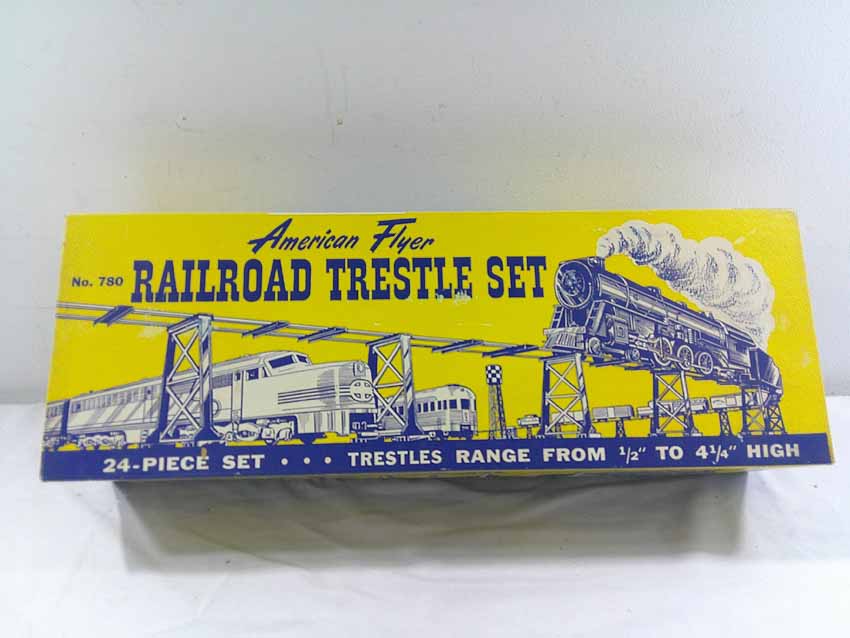 American Flyer
No. 780 RAILROAD TRESTLE SET
24-PIECE SET • • • TRESTLES RANGE FROM 1/2" TO 4 1/4" HIGH